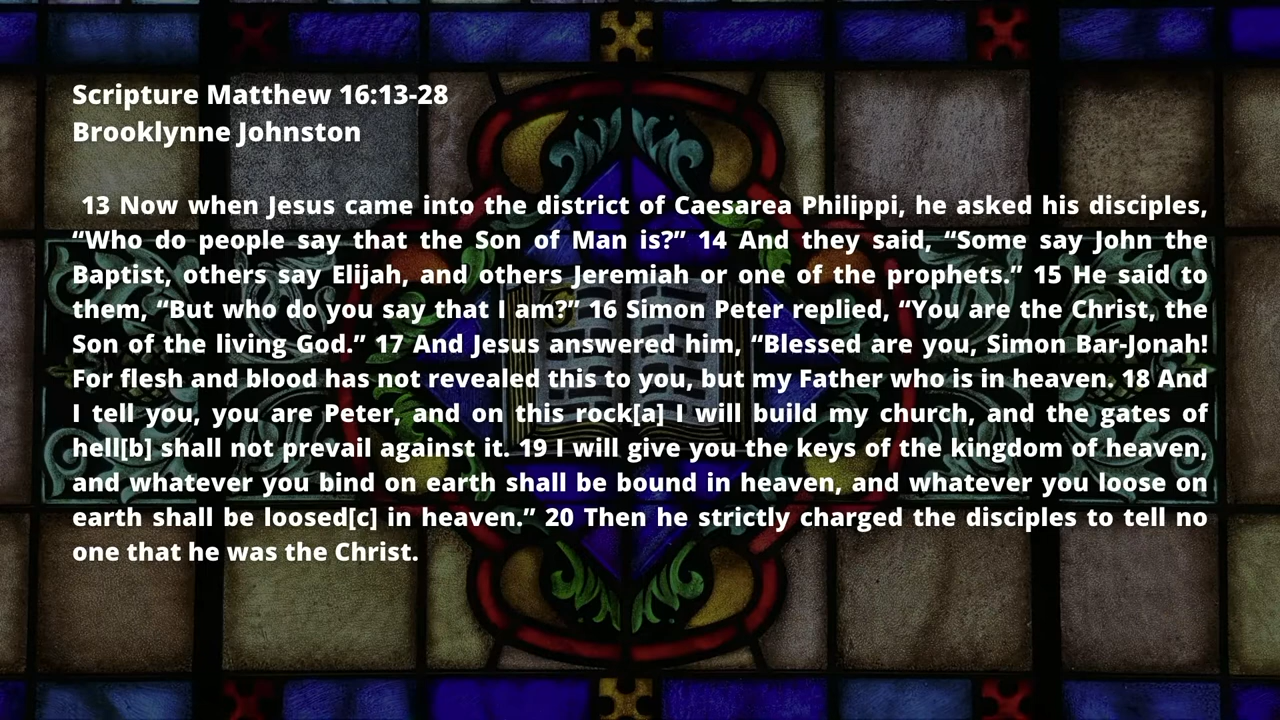 Scripture Matthew 16:13-28
Brooklynne Johnston
13 Now when Jesus came into the district of Caesarea Philippi, he asked his disciples,
“Who do people say that the Son of Man is?” 14 And they said, “Some say John the
Baptist, others say Elijah, and others Jeremiah or one of the prophets.” 15 He said to
them, “But who do you say that I am?” 16 Simon Peter replied, “You are the Christ, the
Son of the living God.” 17 And Jesus answered him, “Blessed are you, Simon Bar-Jonah!
For flesh and blood has not revealed this to you, but my Father who is in heaven. 18 And
I tell you, you are Peter, and on this rock[a] I will build my church, and the gates of
hell[b] shall not prevail against it. 19 I will give you the keys of the kingdom of heaven,
and whatever you bind on earth shall be bound in heaven, and whatever you loose on
earth shall be loosed[c] in heaven.” 20 Then he strictly charged the disciples to tell no
one that he was the Christ.